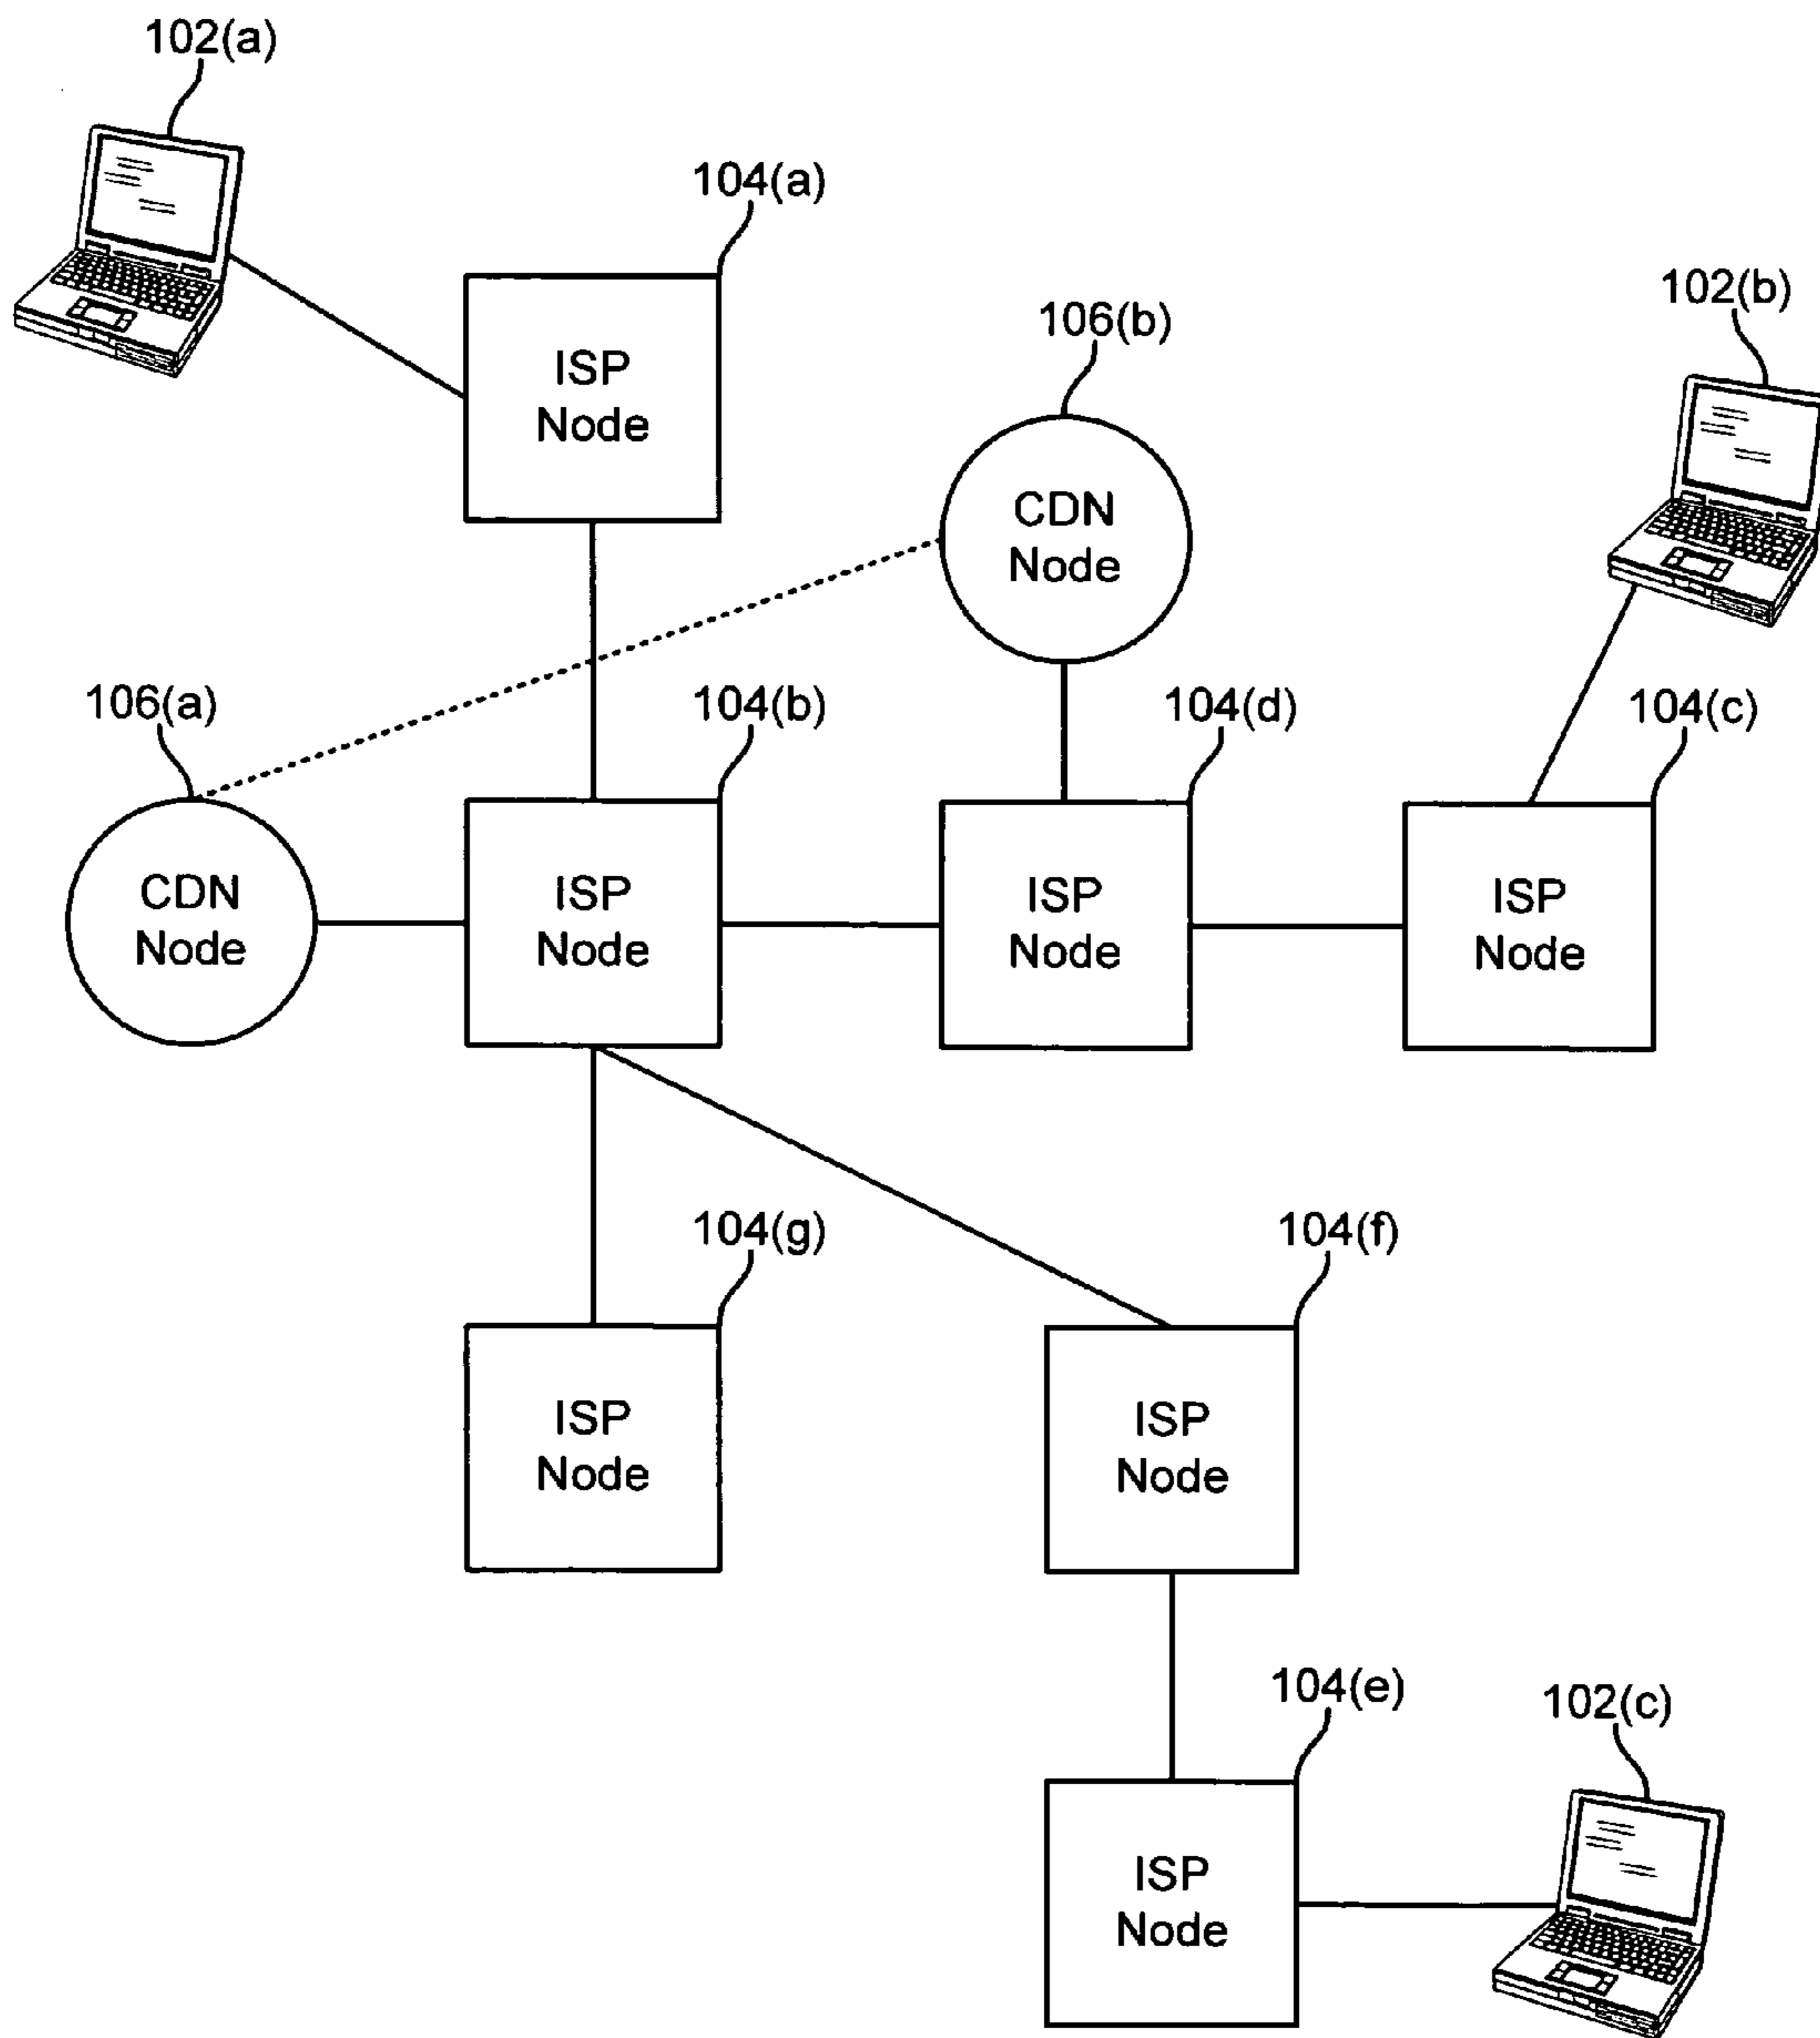 102(a)
104(a)
ISP
Node
102(b)
106(b)
CDN
Node
106(a)
104(b)
104(d)
104(c)
CDN
Node
ISP
Node
ISP
Node
ISP
Node
104(g)
104(f)
ISP
Node
ISP
Node
104(e)
102(c)
ISP
Node